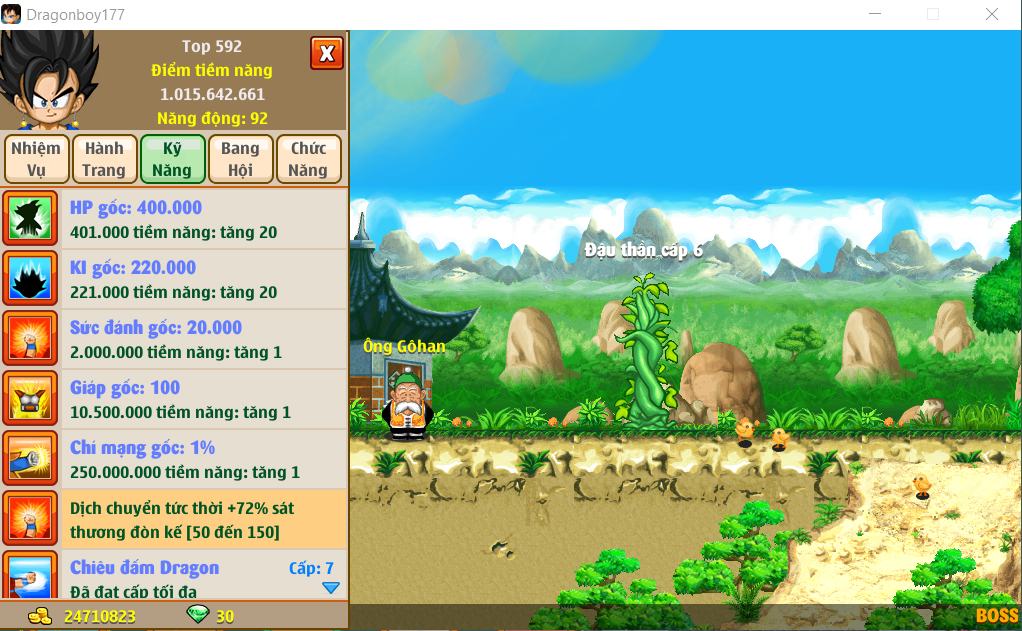 Dragonboy177
Top 592
Điểm tiềm năng
1.015.642.661
Năng động: 92
X
Nhiệm
Vụ
Hành
Trang
Kỹ
Năng
Bang
Hội
Chức
Năng
HP gốc: 400.000
401.000 tiềm năng: tăng 20
KI gốc: 220.000
221.000 tiềm năng: tăng 20
Sức đánh gốc: 20.000
2.000.000 tiềm năng: tăng 1
Giáp gốc: 100
10.500.000 tiềm năng: tăng 1
Chí mạng gốc: 1%
250.000.000 tiềm năng: tăng 1
Dịch chuyển tức thời +72% sát
thương đòn kế [50 đến 150]
Chiêu đấm Dragon Cấp: 7
Đã đạt cấp tối đa
24710823 30
Đậu thần cấp 6
Ông Gôhan
BOSS